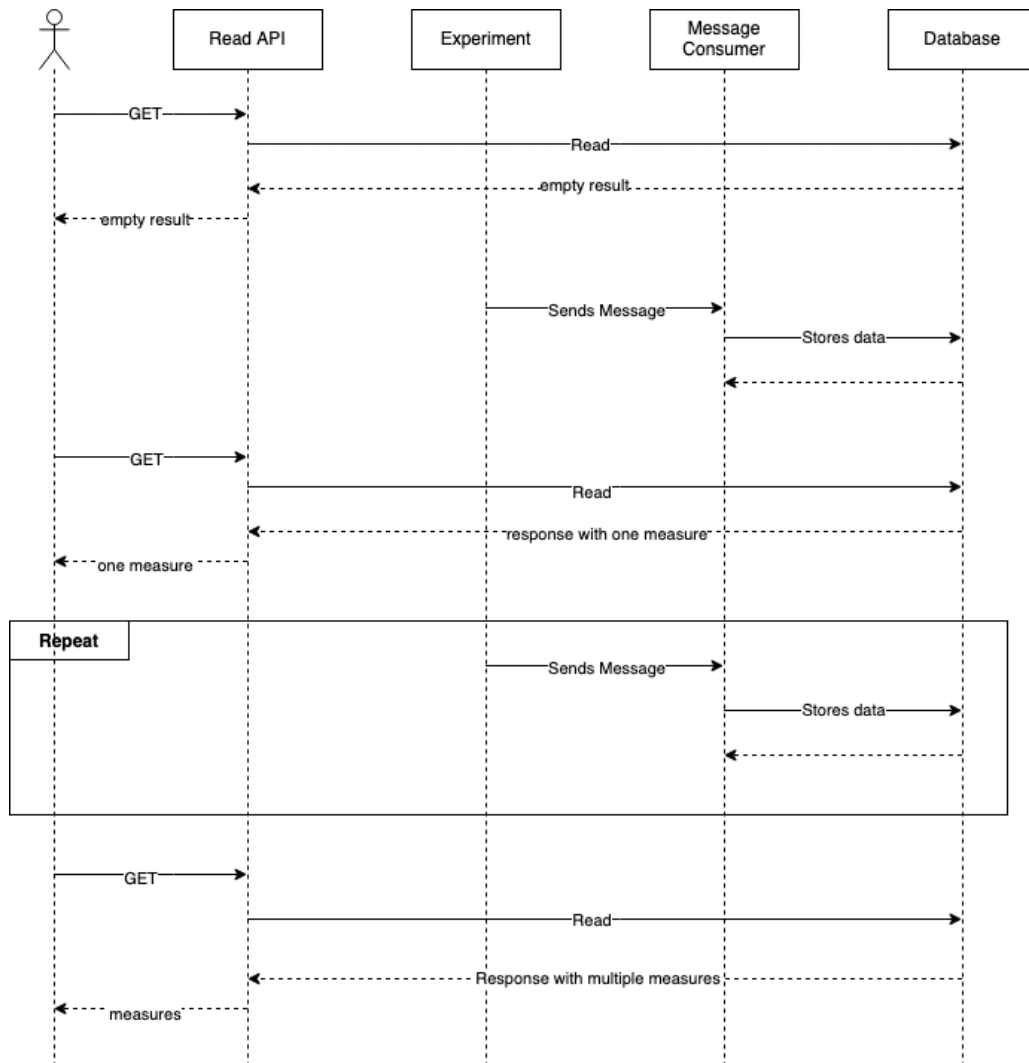 Read API
Experiment
Message
Consumer
Database
GET
Read
empty result
empty result
Sends Message
Stores data
GET
Read
response with one measure
one measure
Repeat
Sends Message
Stores data
GET
Read
Response with multiple measures
measures